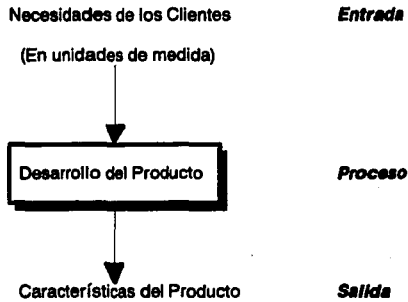 Necesidades de los Clientes Entrada
(En unidades de medida)
Desarrollo del Producto Proceso
Características del Producto Salida